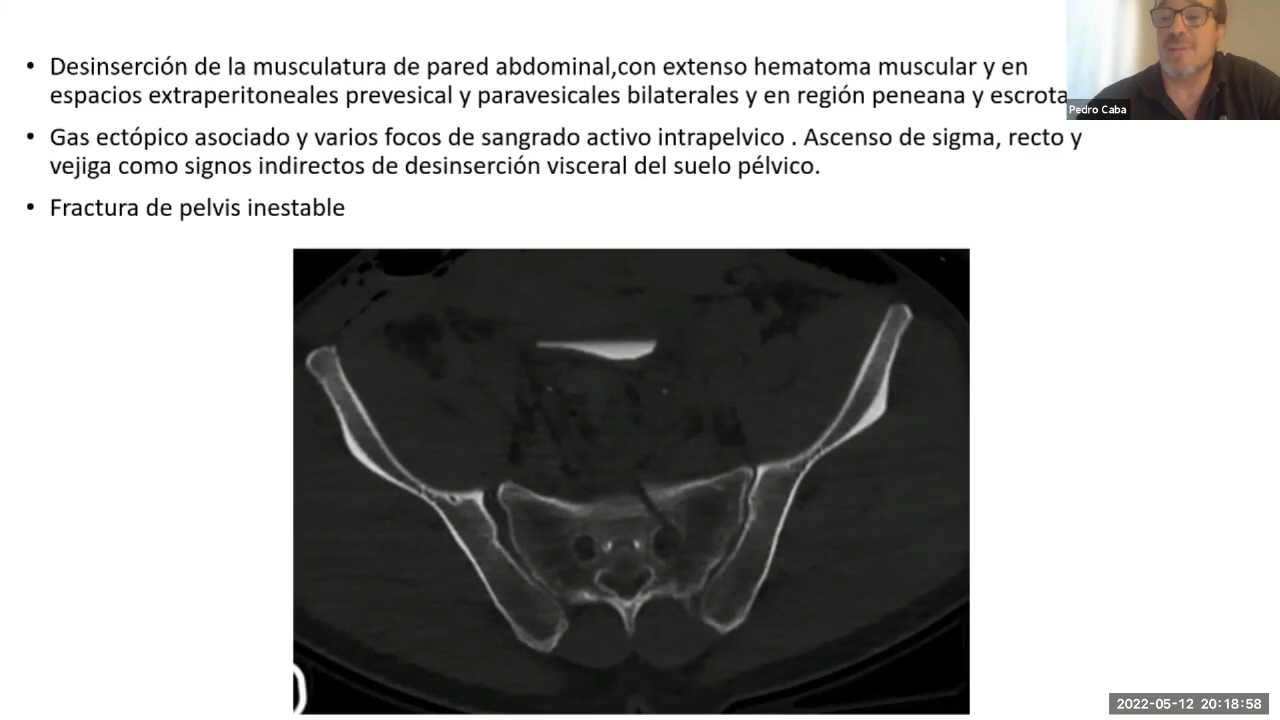 Desinserción de la musculatura de pared abdominal,con extenso hematoma muscular y en
espacios extraperitoneales prevesical y paravesicales bilaterales y en región peneana y escrota
Gas ectópico asociado y varios focos de sangrado activo intrapelvico . Ascenso de sigma, recto y
vejiga como signos indirectos de desinserción visceral del suelo pélvico.
Fractura de pelvis inestable
Pedro Caba
2022-05-12 20:18:58